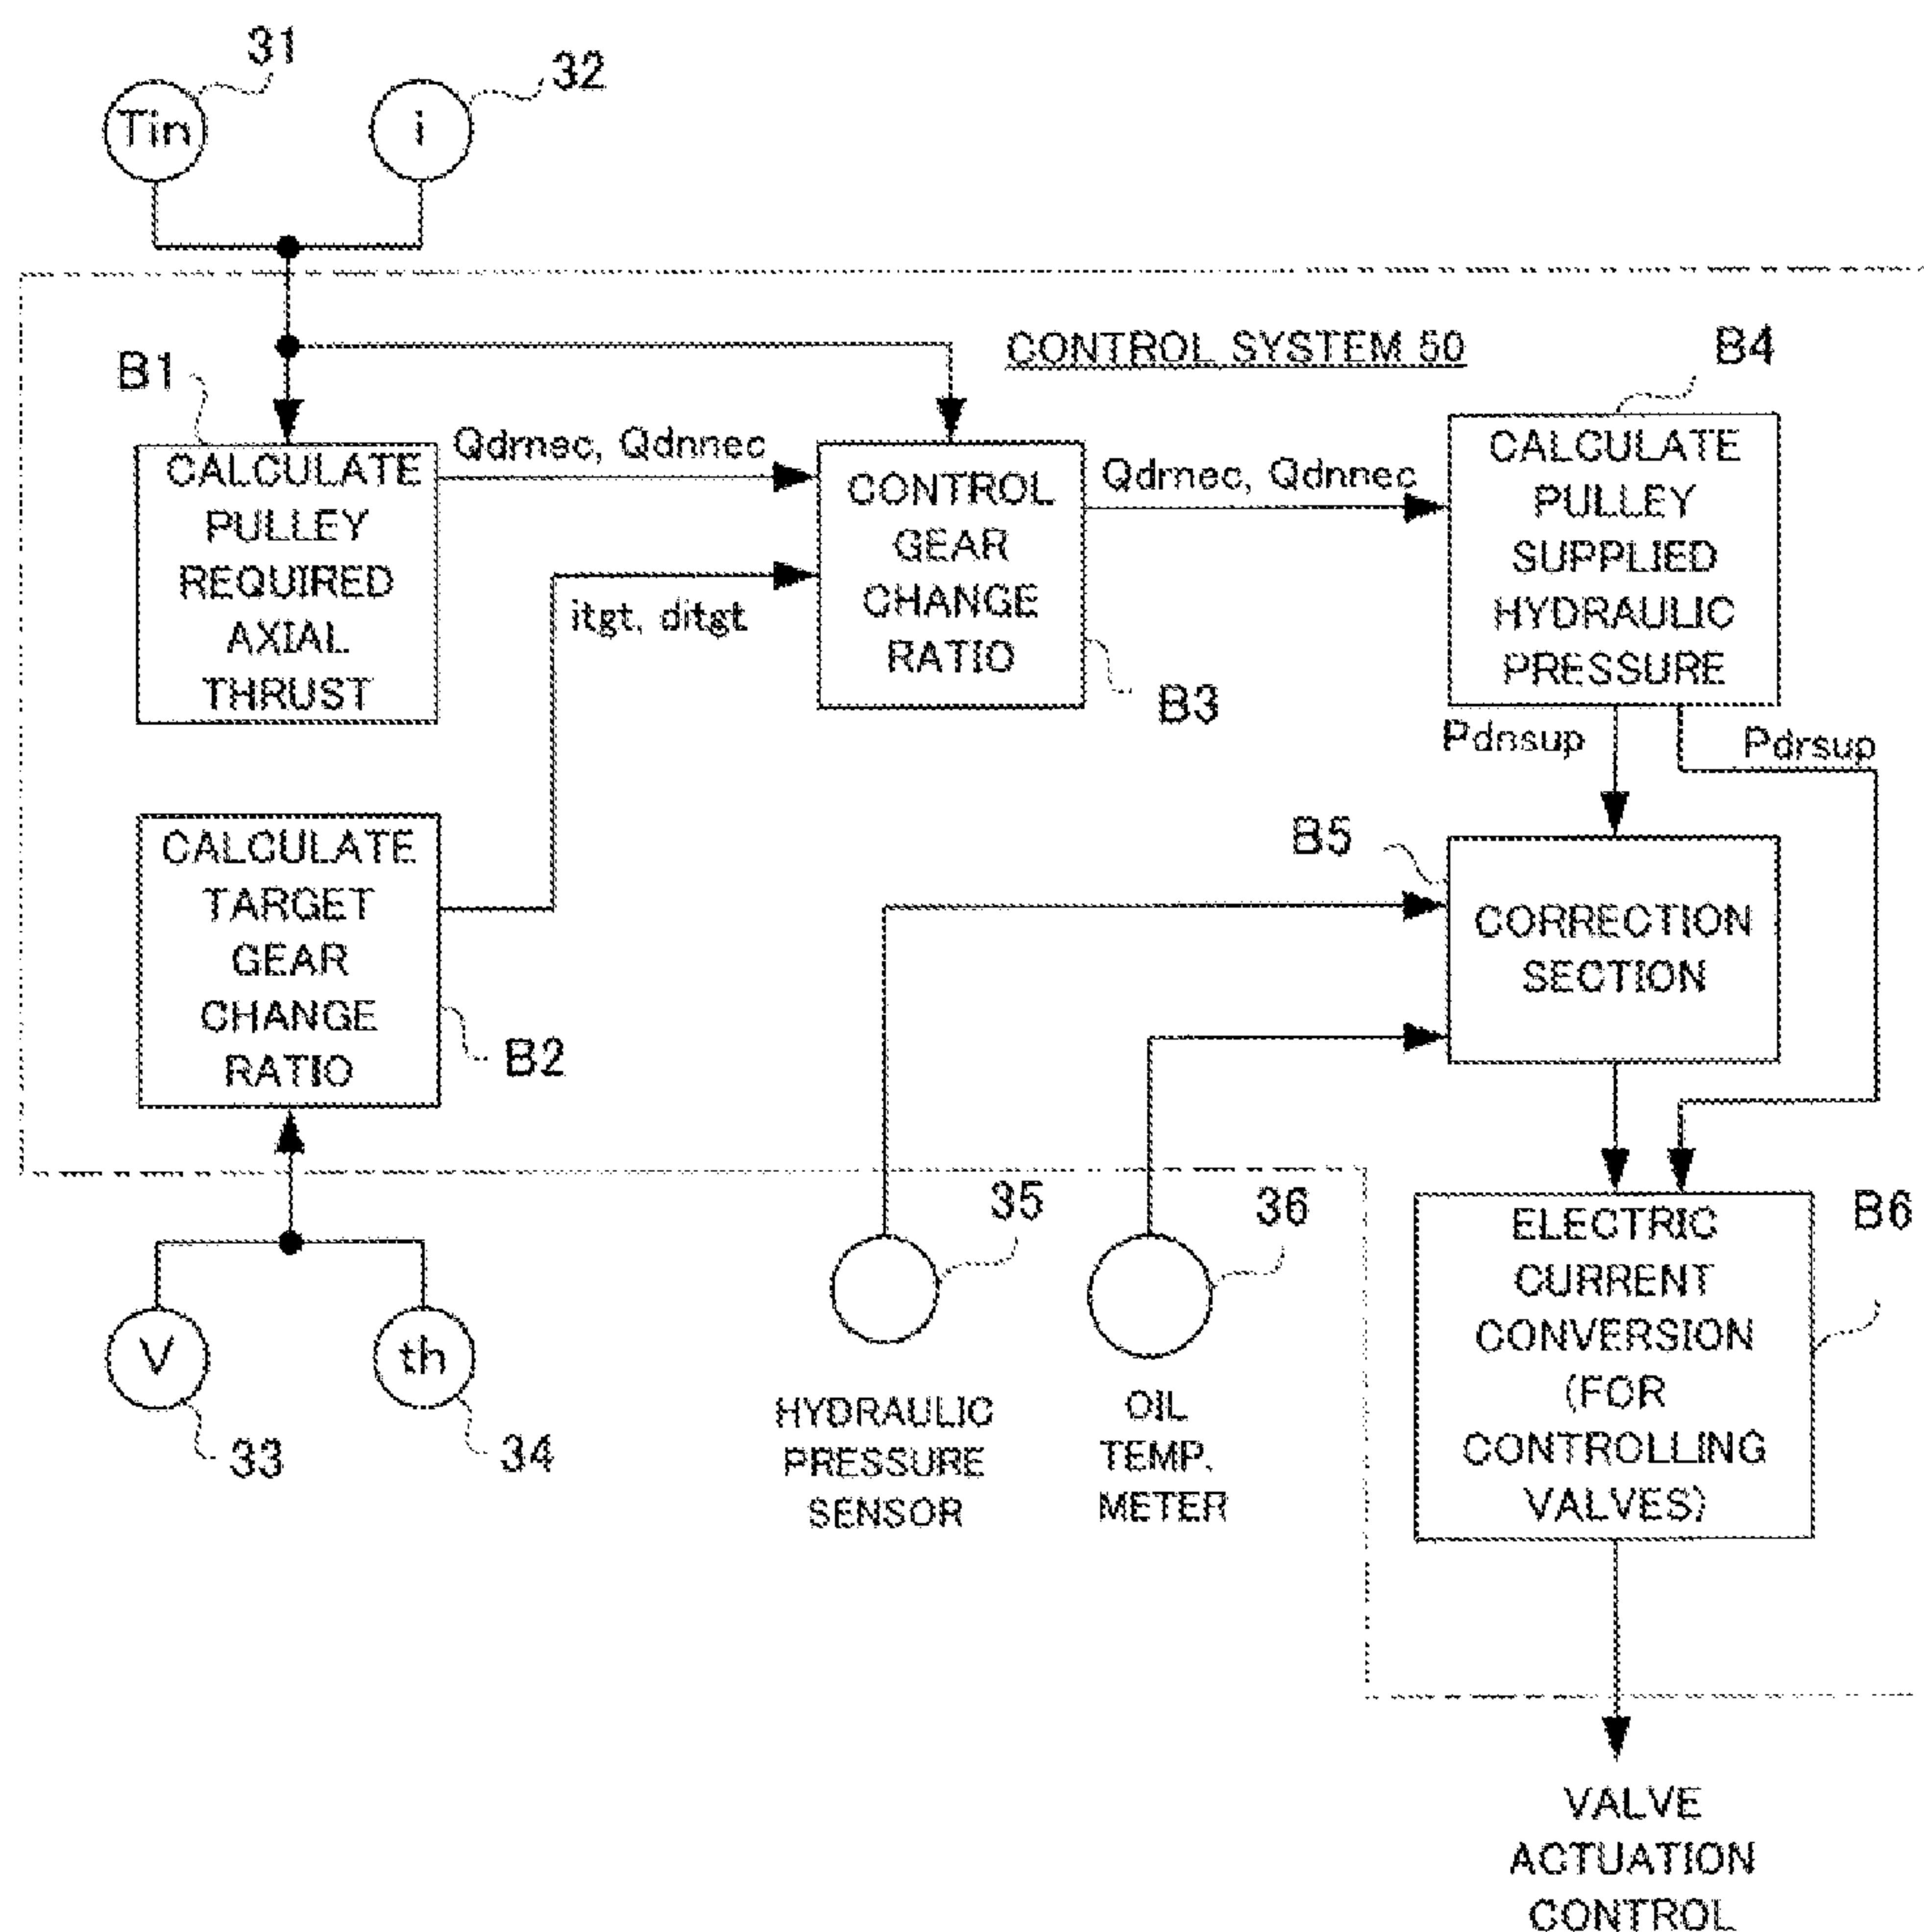 31
32
Tin
i
CONTROL SYSTEM 50
B1
B4
CALCULATE
PULLEY
REQUIRED
AXIAL
THRUST
Qdrnec, Qdnnec
CONTROL
GEAR
CHANGE
RATIO
B3
Qdrnec, Qdnnec
CALCULATE
PULLEY
SUPPLIED
HYDRAULIC
PRESSURE
itgt, ditgt
Pdnsup
Pdrsup
CALCULATE
TARGET
GEAR
CHANGE
RATIO
B2
B5
CORRECTION
SECTION
35
36
B6
ELECTRIC
CURRENT
CONVERSION
(FOR
CONTROLLING
VALVES)
V
th
33
34
HYDRAULIC
PRESSURE
SENSOR
OIL
TEMP.
METER
VALVE
ACTUATION
CONTROL